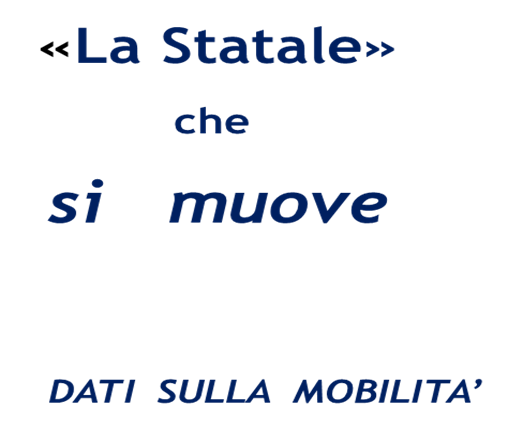 «La Statale»
che
si muove
DATI SULLA MOBILITA’